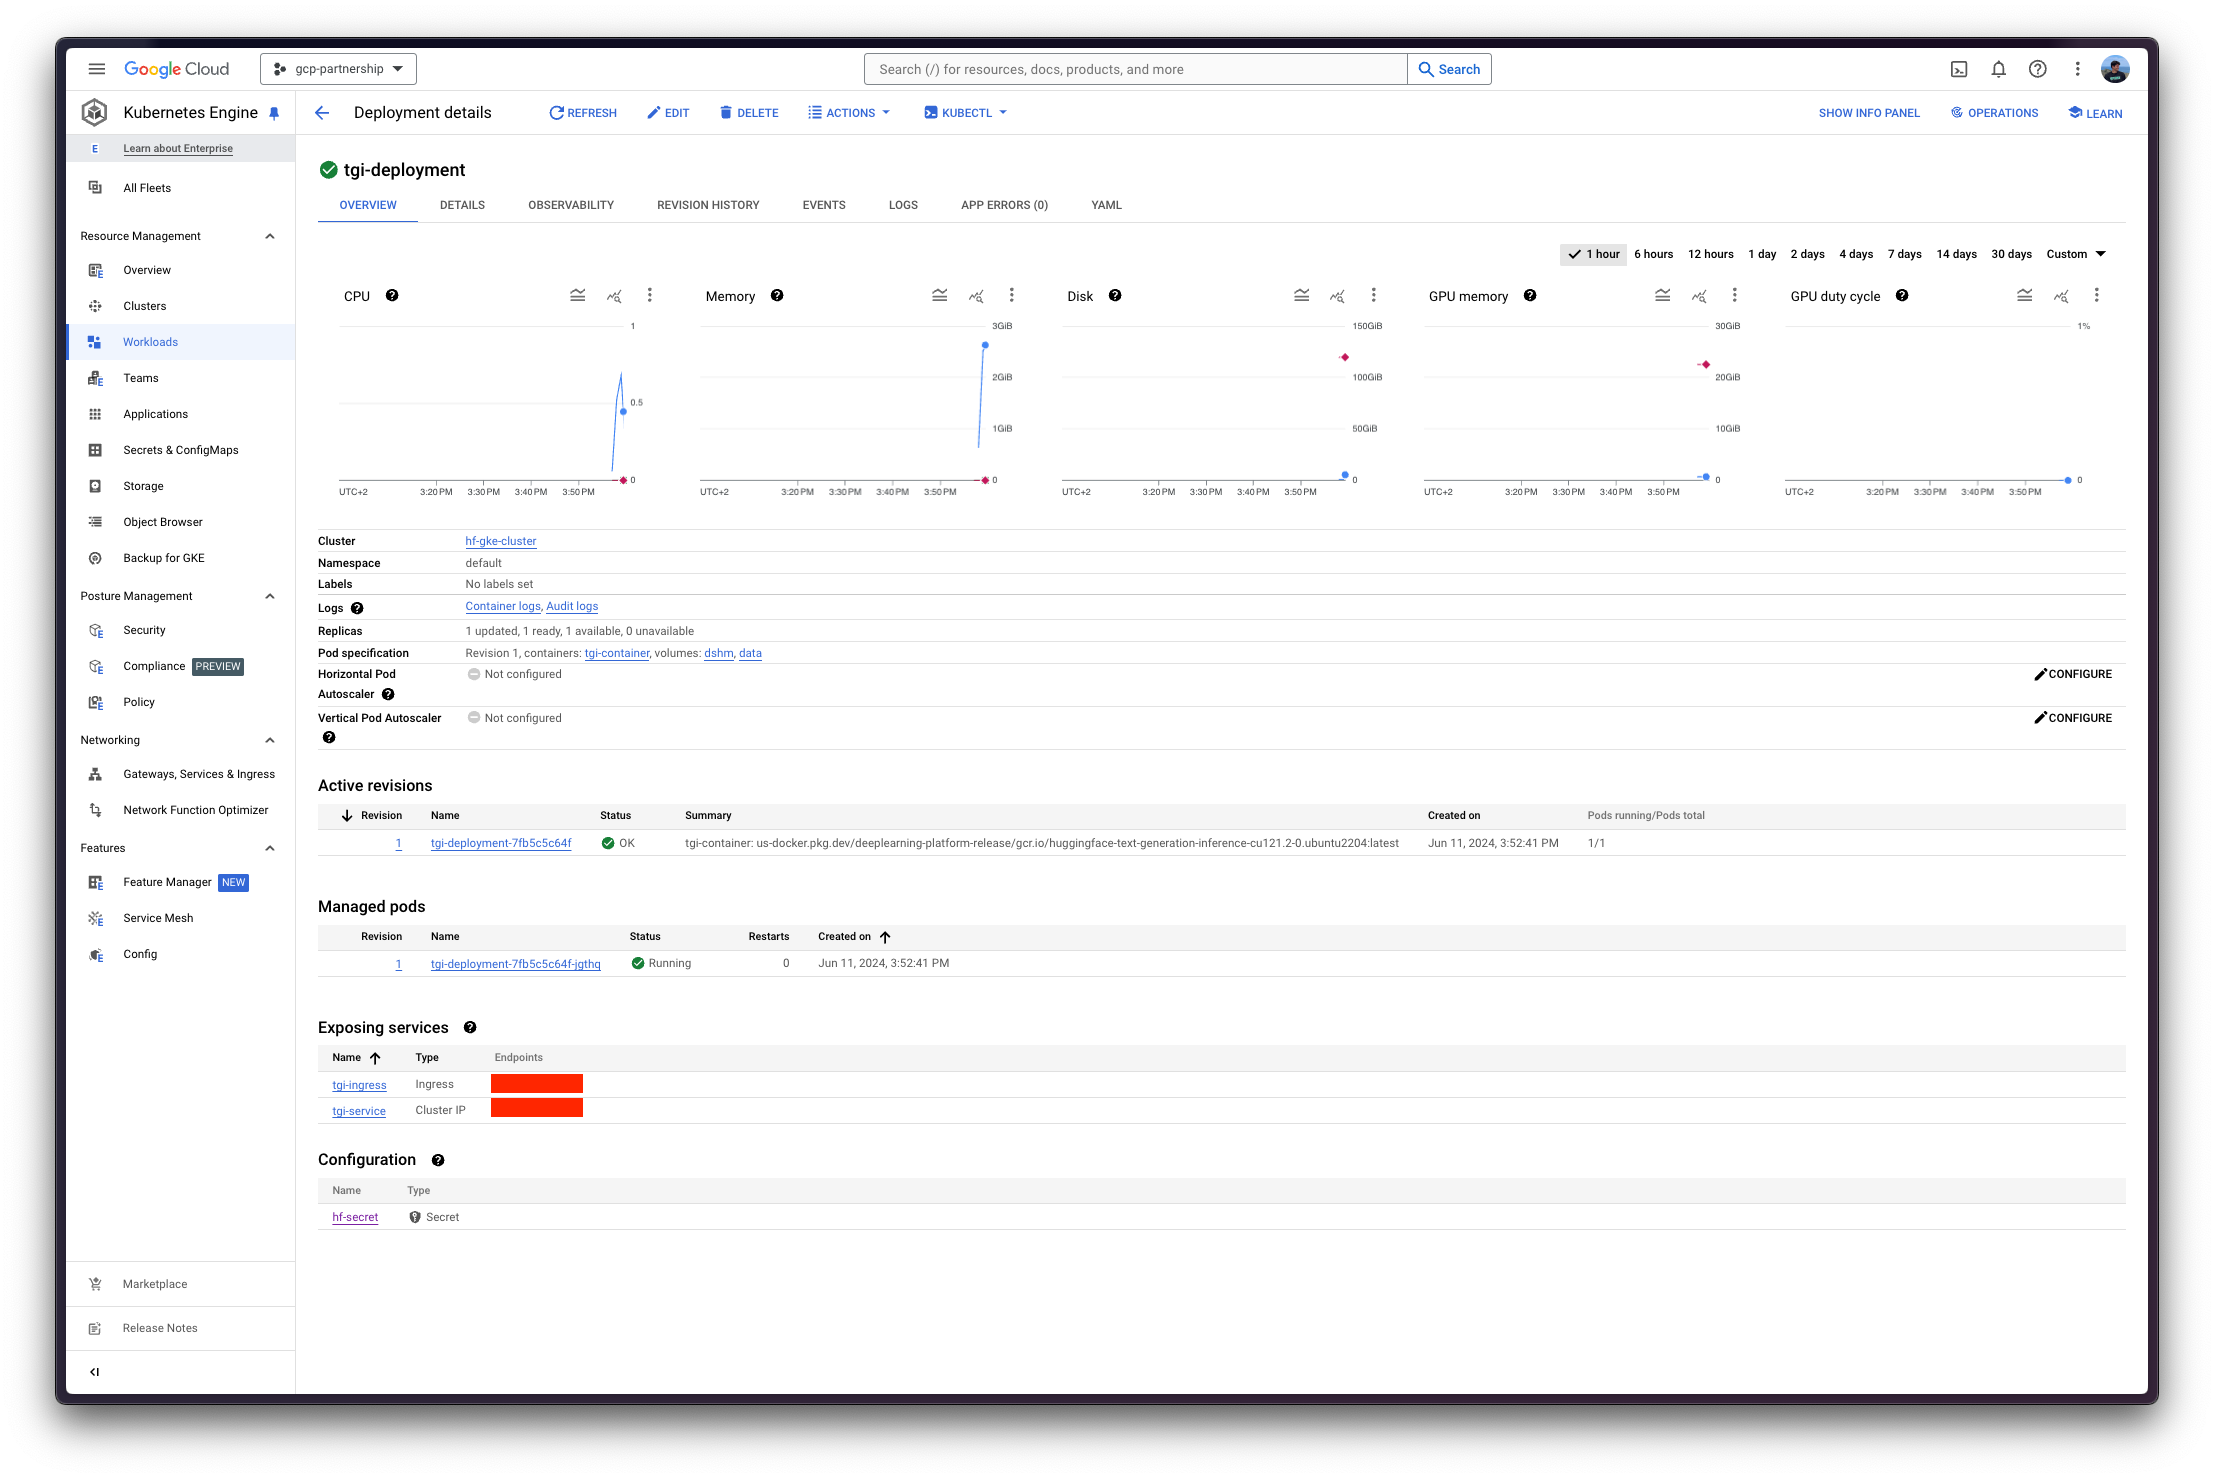 Google Cloud gcp-partnership Search (/) for resources, docs, products, and more Search
Kubernetes Engine Deployment details REFRESH EDIT DELETE ACTIONS KUBECTL SHOW INFO PANEL OPERATIONS LEARN
E Learn about Enterprise
All Fleets
Resource Management
Overview
Clusters
Workloads
Teams
Applications
Secrets & ConfigMaps
Storage
Object Browser
Backup for GKE
Posture Management
Security
Compliance PREVIEW
Policy
Networking
Gateways, Services & Ingress
Network Function Optimizer
Features
Feature Manager NEW
Service Mesh
Config
Marketplace
Release Notes
tgi-deployment
OVERVIEW DETAILS OBSERVABILITY REVISION HISTORY EVENTS LOGS APP ERRORS (0) YAML
1 hour 6 hours 12 hours 1 day 2 days 4 days 7 days 14 days 30 days Custom
CPU
1
0.5
0
UTC+2 3:20 PM 3:30 PM 3:40 PM 3:50 PM
Memory
3GiB
2GiB
1GiB
0
UTC+2 3:20 PM 3:30 PM 3:40 PM 3:50 PM
Disk
150GiB
100GiB
50GiB
0
UTC+2 3:20 PM 3:30 PM 3:40 PM 3:50 PM
GPU memory
30GiB
20GiB
10GiB
0
UTC+2 3:20 PM 3:30 PM 3:40 PM 3:50 PM
GPU duty cycle
1%
0
UTC+2 3:20 PM 3:30 PM 3:40 PM 3:50 PM
Cluster hf-gke-cluster
Namespace default
Labels No labels set
Logs Container logs, Audit logs
Replicas 1 updated, 1 ready, 1 available, 0 unavailable
Pod specification Revision 1, containers: tgi-container, volumes: dshm, data
Horizontal Pod Autoscaler Not configured CONFIGURE
Vertical Pod Autoscaler Not configured CONFIGURE
Active revisions
Revision Name Status Summary Created on Pods running/Pods total
1 tgi-deployment-7fb5c5c64f OK tgi-container: us-docker.pkg.dev/deeplearning-platform-release/gcr.io/huggingface-text-generation-inference-cu121.2-0.ubuntu2204:latest Jun 11, 2024, 3:52:41 PM 1/1
Managed pods
Revision Name Status Restarts Created on
1 tgi-deployment-7fb5c5c64f-jgthq Running 0 Jun 11, 2024, 3:52:41 PM
Exposing services
Name Type Endpoints
tgi-ingress Ingress
tgi-service Cluster IP
Configuration
Name Type
hf-secret Secret